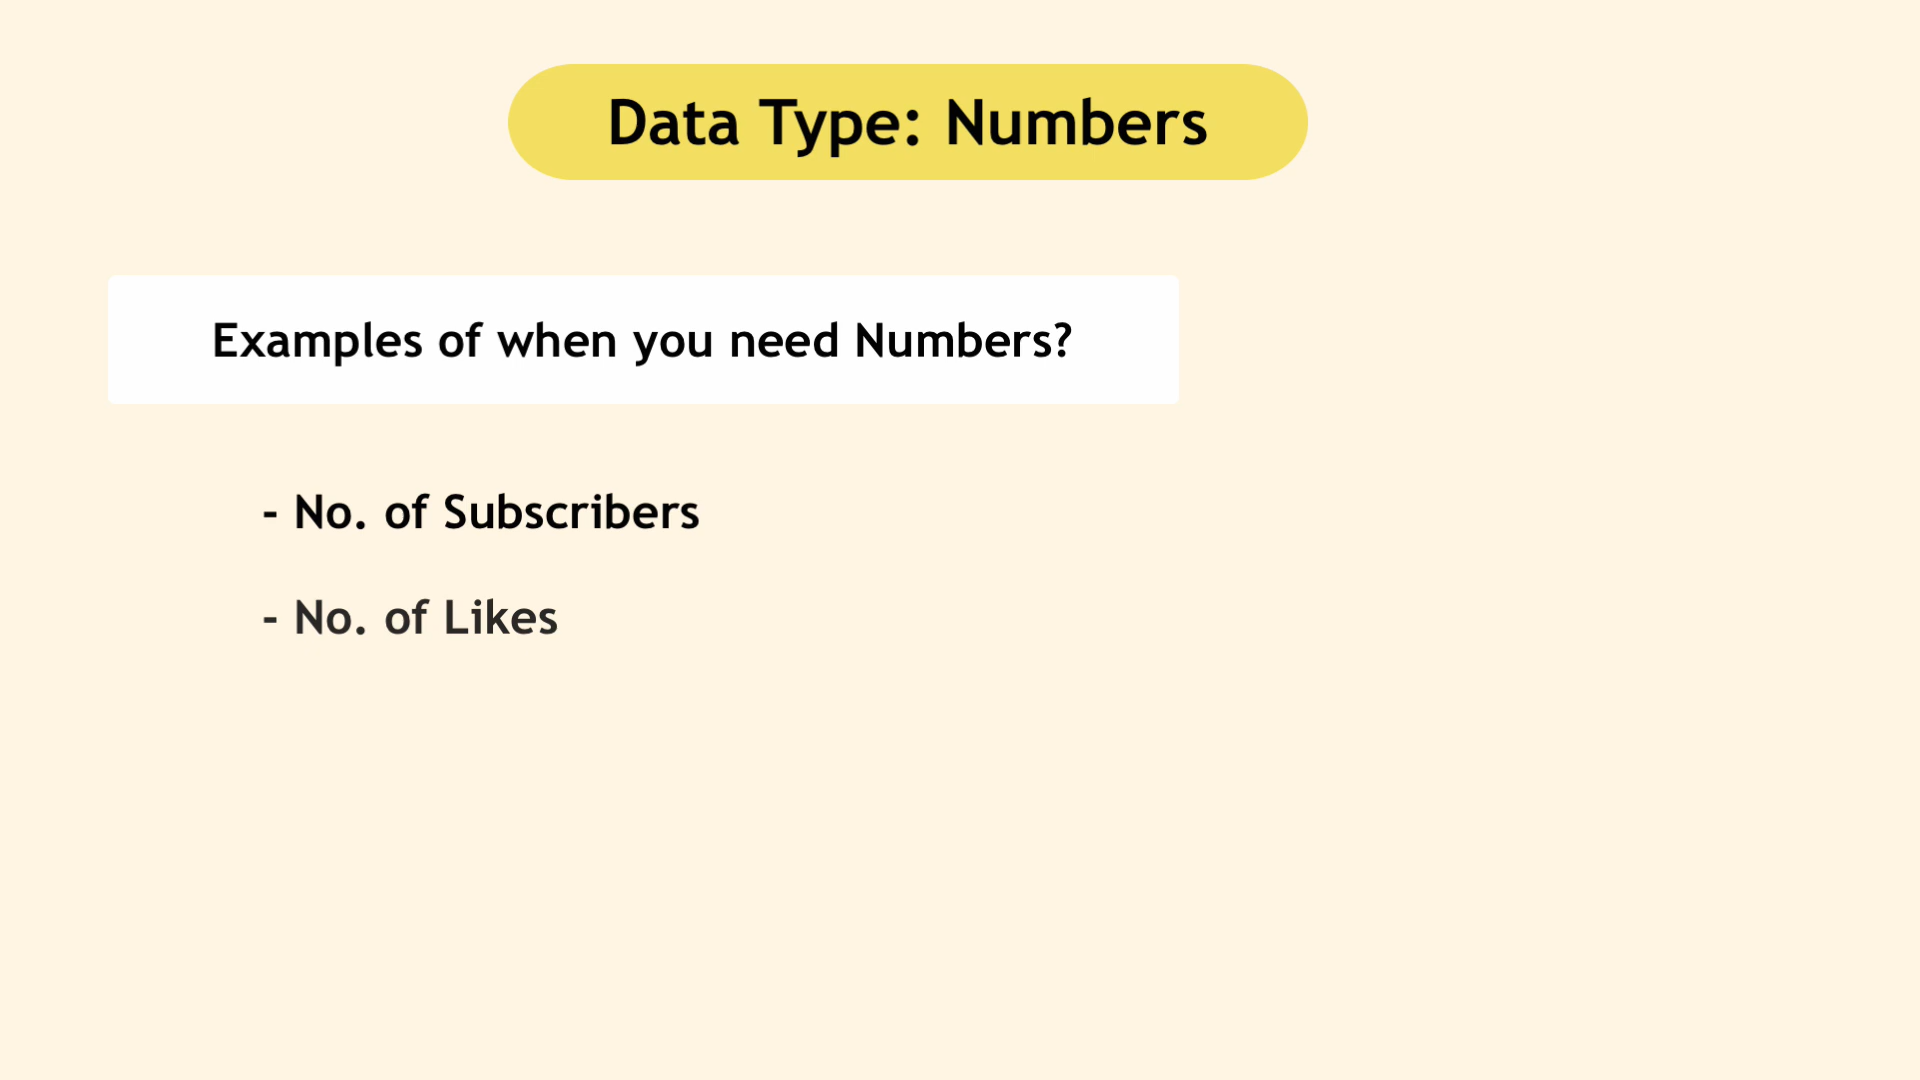 Data Type: Numbers
Examples of when you need Numbers?
- No. of Subscribers
- No. of Likes